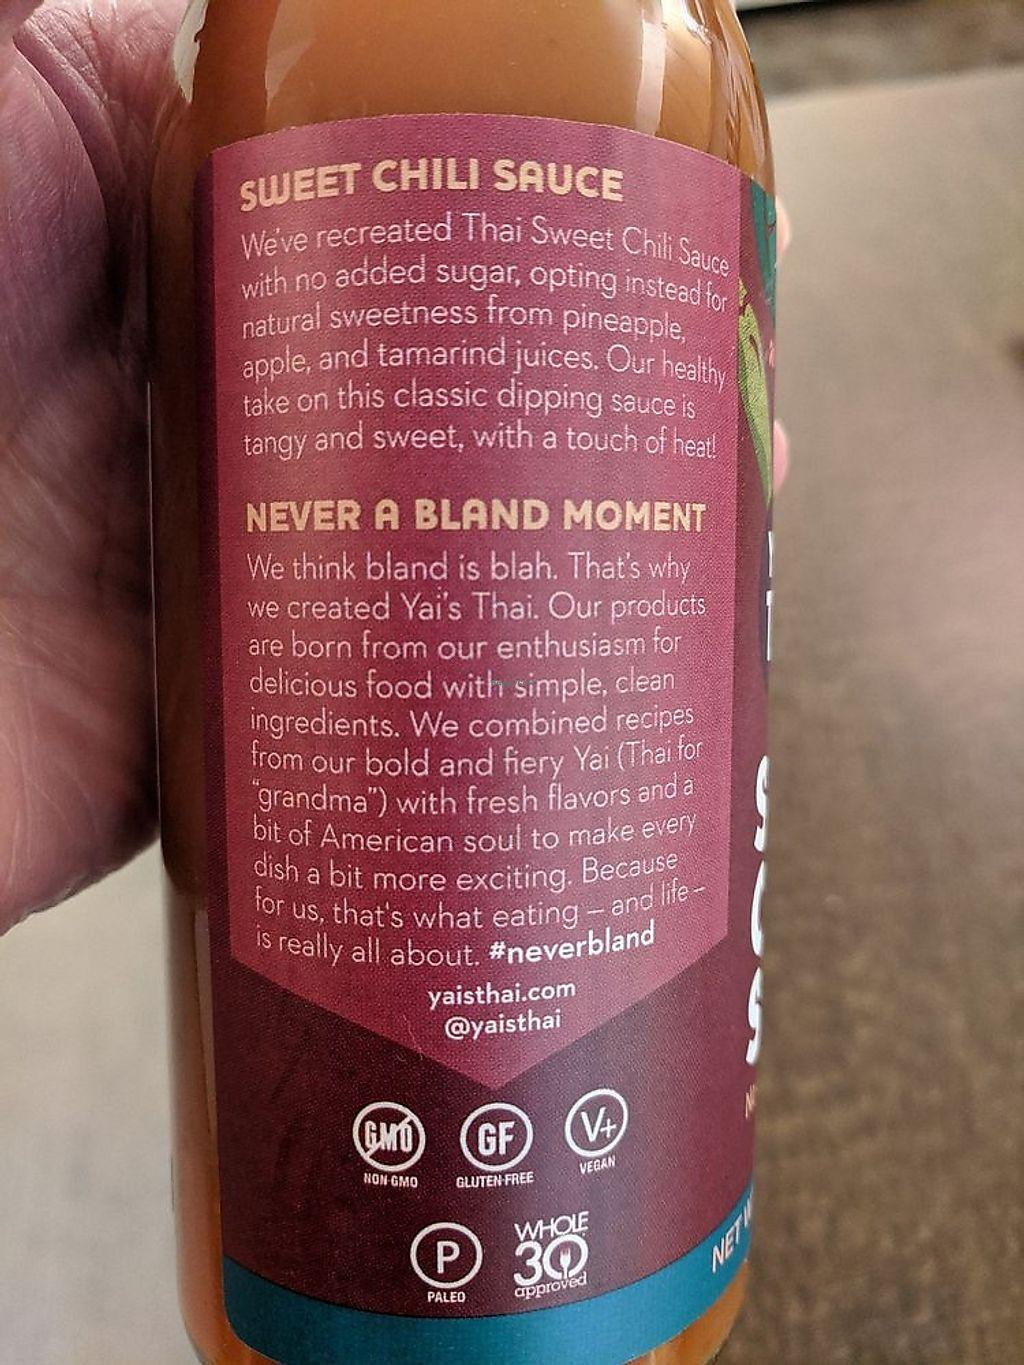 SWEET CHILI SAUCE
We've recreated Thai Sweet Chili Sauce
with no added sugar, opting instead for
natural sweetness from pineapple,
apple, and tamarind juices. Our healthy
take on this classic dipping sauce is
tangy and sweet, with a touch of heat!
NEVER A BLAND MOMENT
We think bland is blah. That's why
we created Yai's Thai. Our products
are born from our enthusiasm for
delicious food with simple, clean
ingredients. We combined recipes
from our bold and fiery Yai (Thai for
"grandma") with fresh flavors and a
bit of American soul to make every
dish a bit more exciting. Because
for us, that's what eating – and life –
is really all about. #neverbland
yaisthai.com
@yaisthai
GMO GF V+
NON GMO GLUTEN-FREE VEGAN
P WHOLE
30
PALEO approved
NET